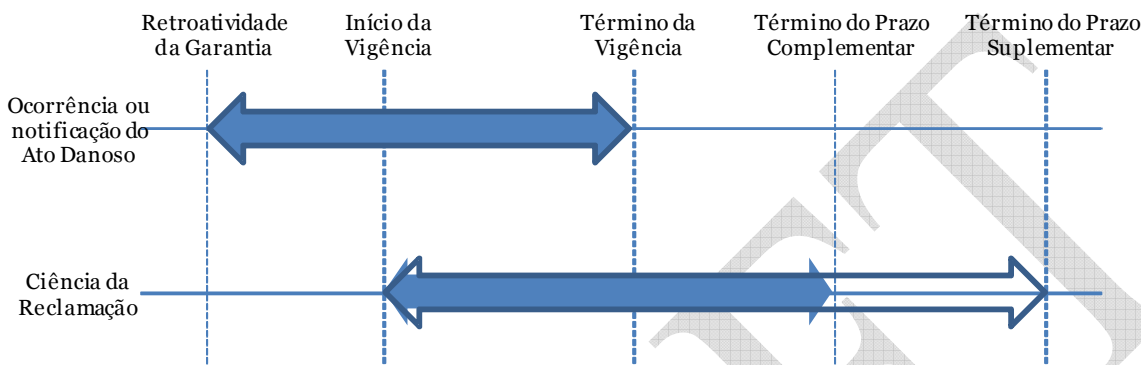 Retroatividade
da Garantia
Início da
Vigência
Término da
Vigência
Término do Prazo
Complementar
Término do Prazo
Suplementar
Ocorrência ou
notificação do
Ato Danoso
Ciência da
Reclamação